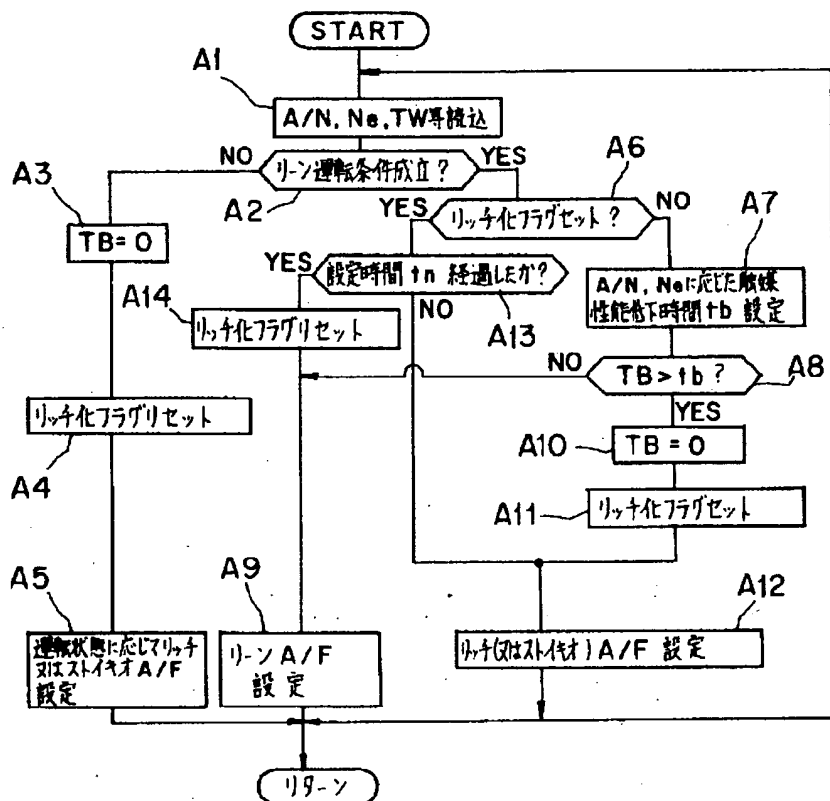 START
A1
A/N, Ne, TW等読込
NO
リーン運転条件成立?
YES
A2
A3
TB=0
A6
YES
リッチ化フラグセット?
NO
A7
A/N, Neに応じた触媒
性能低下時間tb 設定
YES
設定時間 tn 経過したか?
NO
A13
A14
リッチ化フラグリセット
NO
TB>tb?
A8
YES
A10
TB=0
リッチ化フラグリセット
A4
A11
リッチ化フラグセット
A5
運転状態に応じてリッチ
又はストイキオA/F
設定
A9
リーン A/F
設定
A12
リッチ(又はストイキオ)A/F 設定
リターン